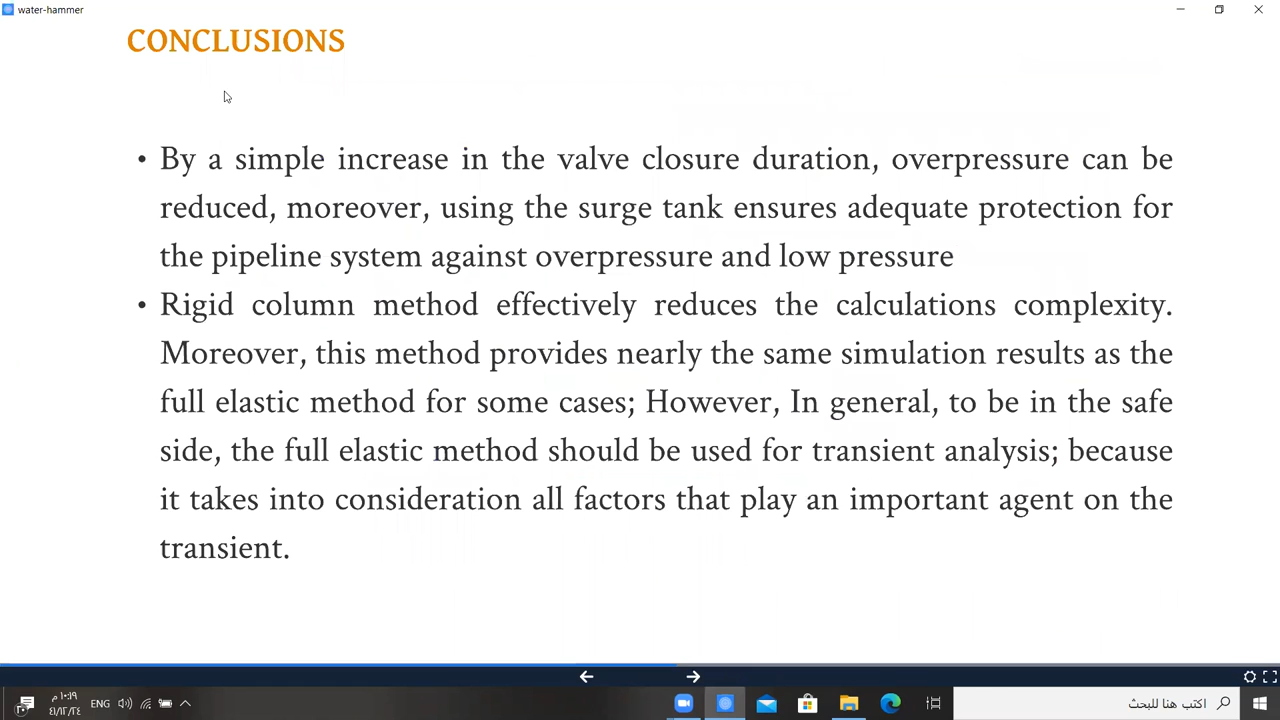 water-hammer
CONCLUSIONS
• By a simple increase in the valve closure duration, overpressure can be
reduced, moreover, using the surge tank ensures adequate protection for
the pipeline system against overpressure and low pressure
• Rigid column method effectively reduces the calculations complexity.
Moreover, this method provides nearly the same simulation results as the
full elastic method for some cases; However, In general, to be in the safe
side, the full elastic method should be used for transient analysis; because
it takes into consideration all factors that play an important agent on the
transient.
ENG
١٠:١٩ م
٤١/١٢/٢٤
اكتب هنا للبحث